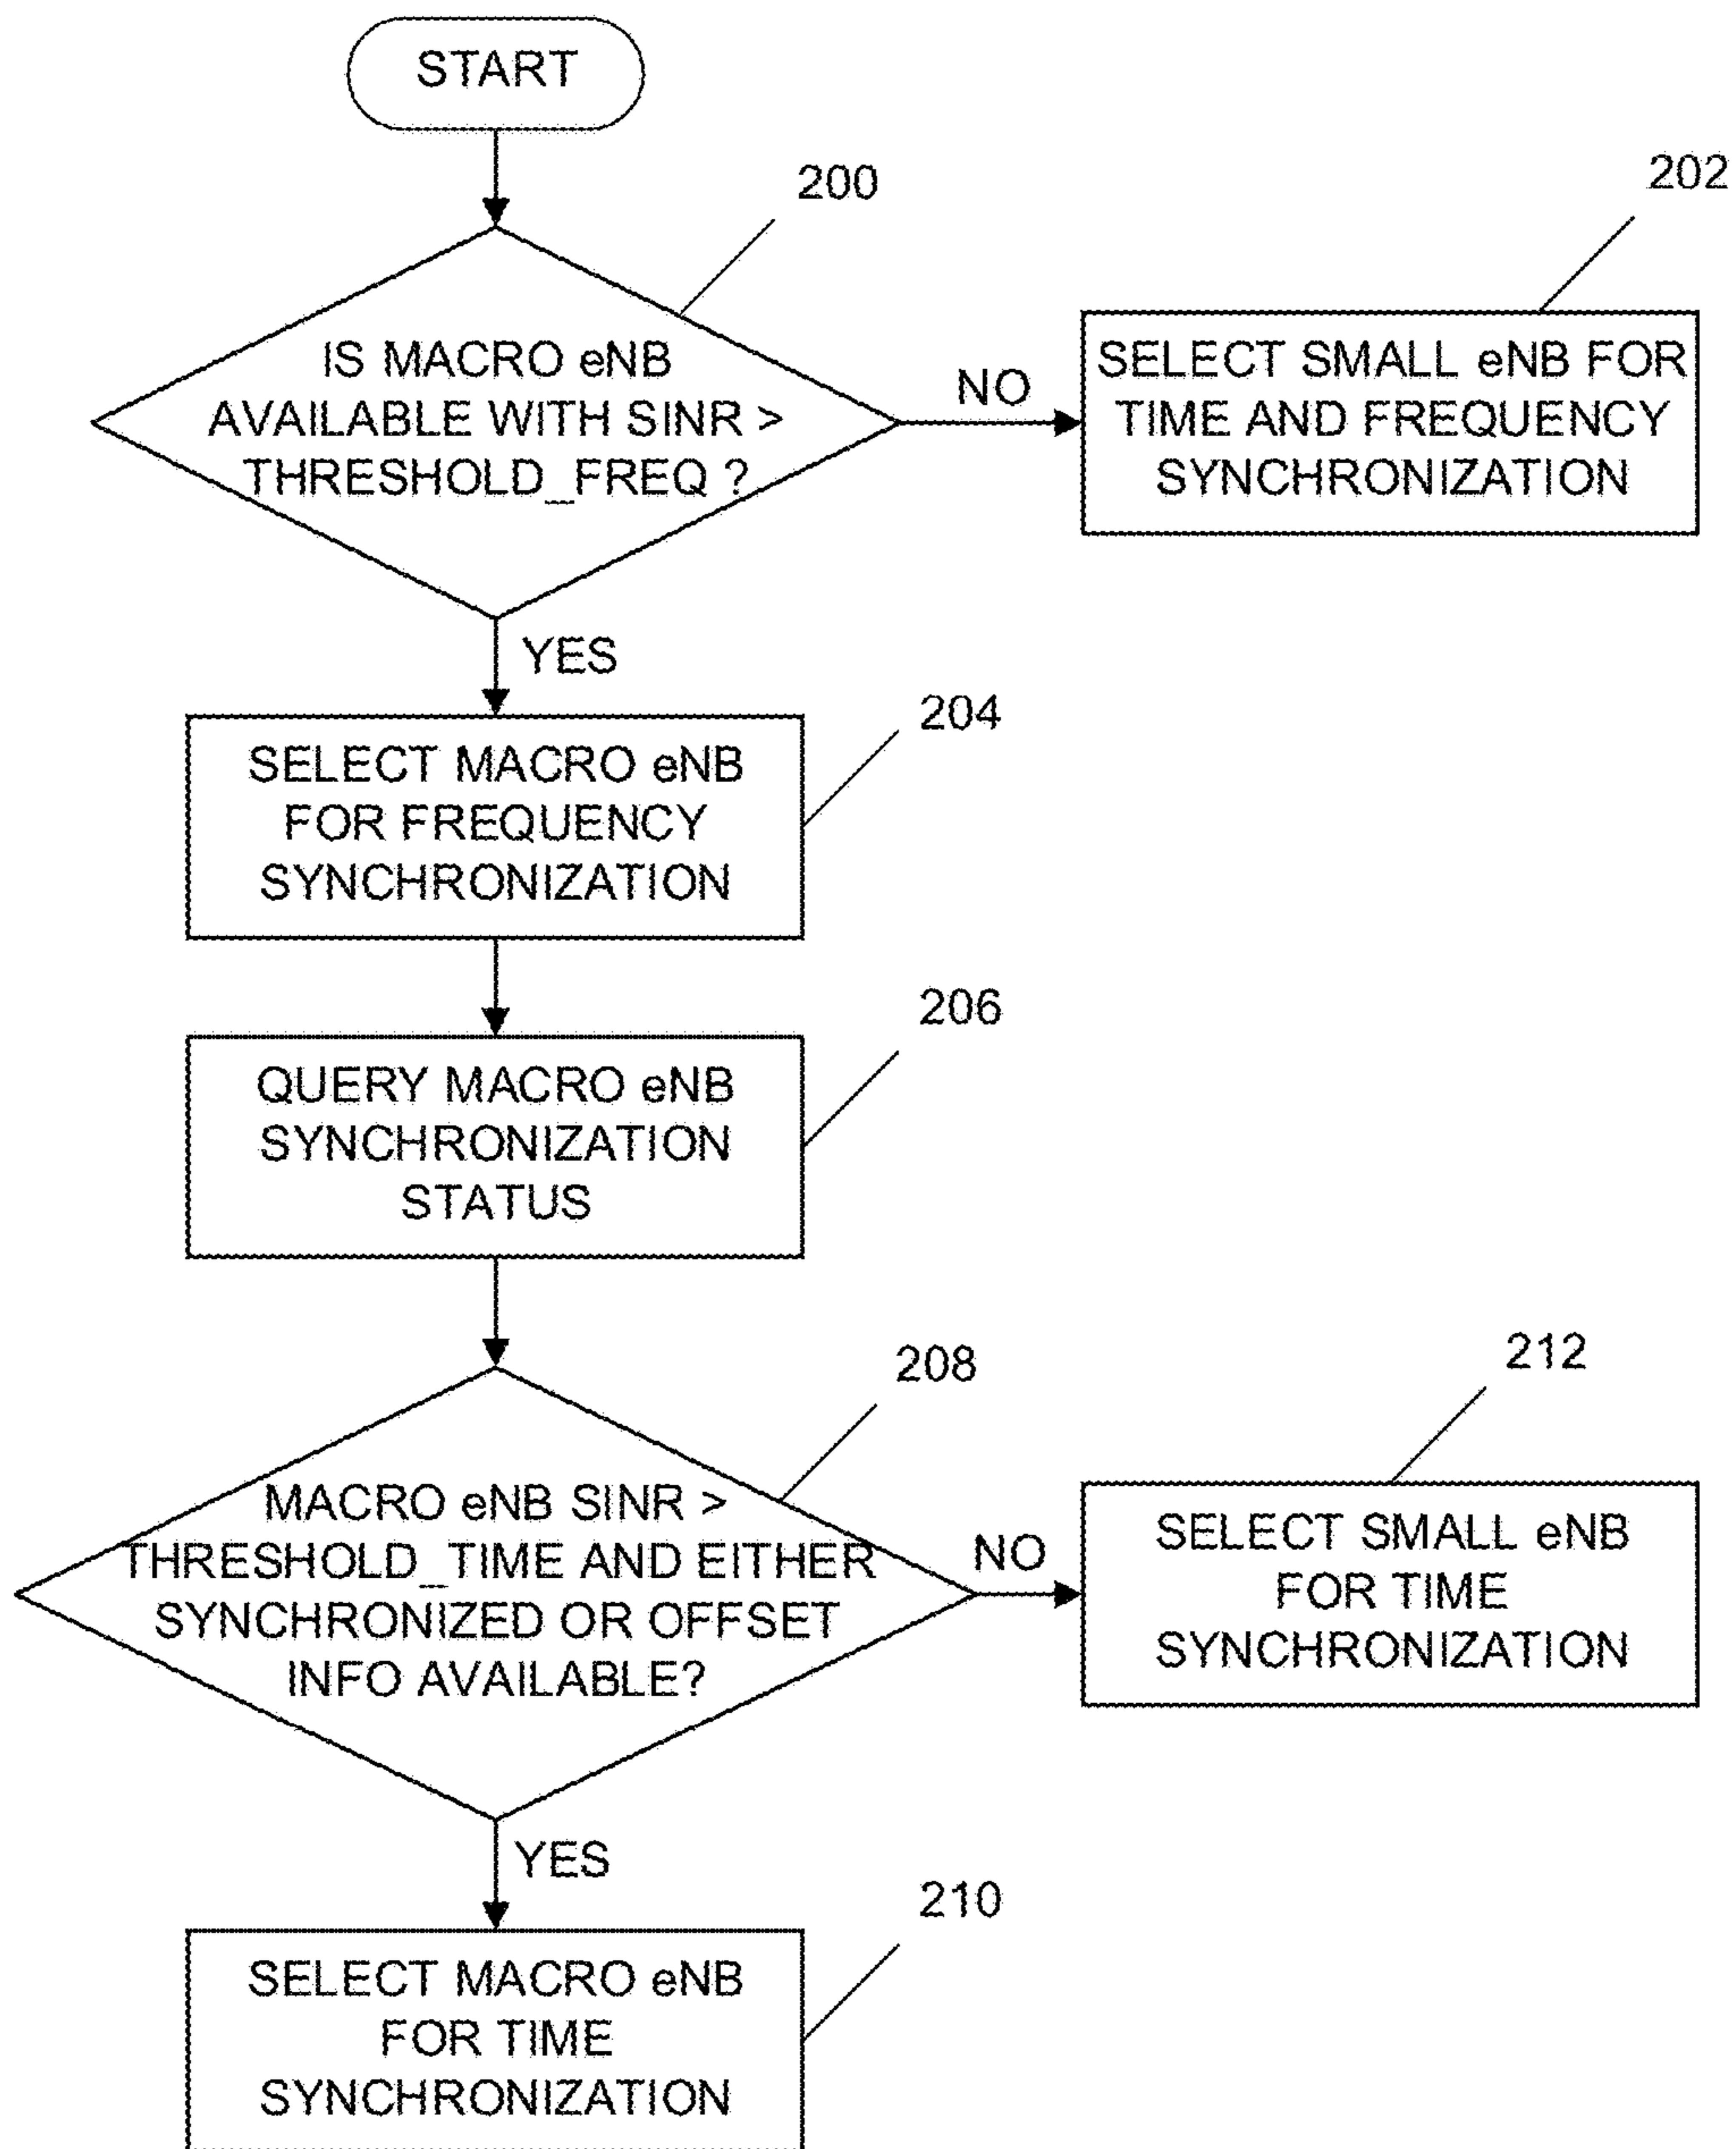 START
200
202
IS MACRO eNB
AVAILABLE WITH SINR >
THRESHOLD_FREQ ?
NO
SELECT SMALL eNB FOR
TIME AND FREQUENCY
SYNCHRONIZATION
YES
204
SELECT MACRO eNB
FOR FREQUENCY
SYNCHRONIZATION
206
QUERY MACRO eNB
SYNCHRONIZATION
STATUS
208
212
MACRO eNB SINR >
THRESHOLD_TIME AND EITHER
SYNCHRONIZED OR OFFSET
INFO AVAILABLE?
NO
SELECT SMALL eNB
FOR TIME
SYNCHRONIZATION
YES
210
SELECT MACRO eNB
FOR TIME
SYNCHRONIZATION